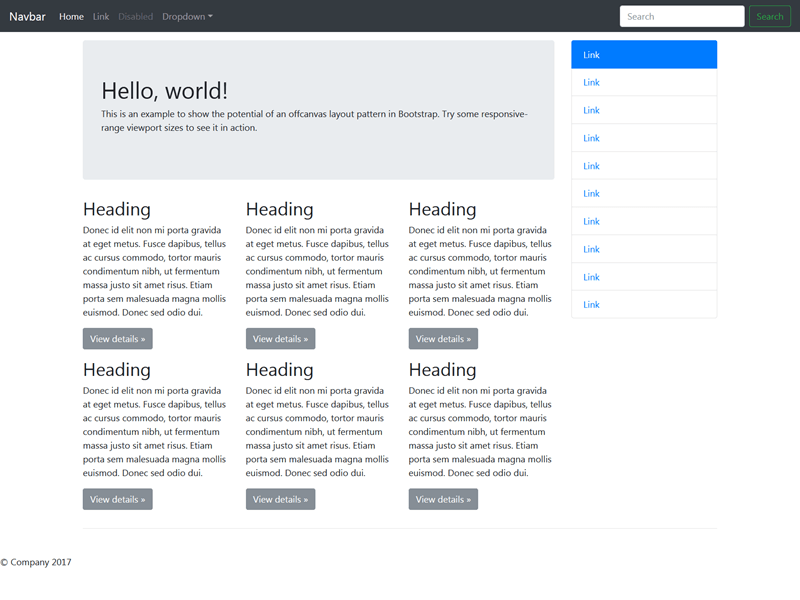 Navbar Home Link Disabled Dropdown Search Search
Hello, world!
This is an example to show the potential of an offcanvas layout pattern in Bootstrap. Try some responsive-
range viewport sizes to see it in action.
Link
Link
Link
Link
Link
Link
Link
Link
Link
Link
Heading
Donec id elit non mi porta gravida
at eget metus. Fusce dapibus, tellus
ac cursus commodo, tortor mauris
condimentum nibh, ut fermentum
massa justo sit amet risus. Etiam
porta sem malesuada magna mollis
euismod. Donec sed odio dui.
View details »
Heading
Donec id elit non mi porta gravida
at eget metus. Fusce dapibus, tellus
ac cursus commodo, tortor mauris
condimentum nibh, ut fermentum
massa justo sit amet risus. Etiam
porta sem malesuada magna mollis
euismod. Donec sed odio dui.
View details »
Heading
Donec id elit non mi porta gravida
at eget metus. Fusce dapibus, tellus
ac cursus commodo, tortor mauris
condimentum nibh, ut fermentum
massa justo sit amet risus. Etiam
porta sem malesuada magna mollis
euismod. Donec sed odio dui.
View details »
Heading
Donec id elit non mi porta gravida
at eget metus. Fusce dapibus, tellus
ac cursus commodo, tortor mauris
condimentum nibh, ut fermentum
massa justo sit amet risus. Etiam
porta sem malesuada magna mollis
euismod. Donec sed odio dui.
View details »
Heading
Donec id elit non mi porta gravida
at eget metus. Fusce dapibus, tellus
ac cursus commodo, tortor mauris
condimentum nibh, ut fermentum
massa justo sit amet risus. Etiam
porta sem malesuada magna mollis
euismod. Donec sed odio dui.
View details »
Heading
Donec id elit non mi porta gravida
at eget metus. Fusce dapibus, tellus
ac cursus commodo, tortor mauris
condimentum nibh, ut fermentum
massa justo sit amet risus. Etiam
porta sem malesuada magna mollis
euismod. Donec sed odio dui.
View details »
© Company 2017